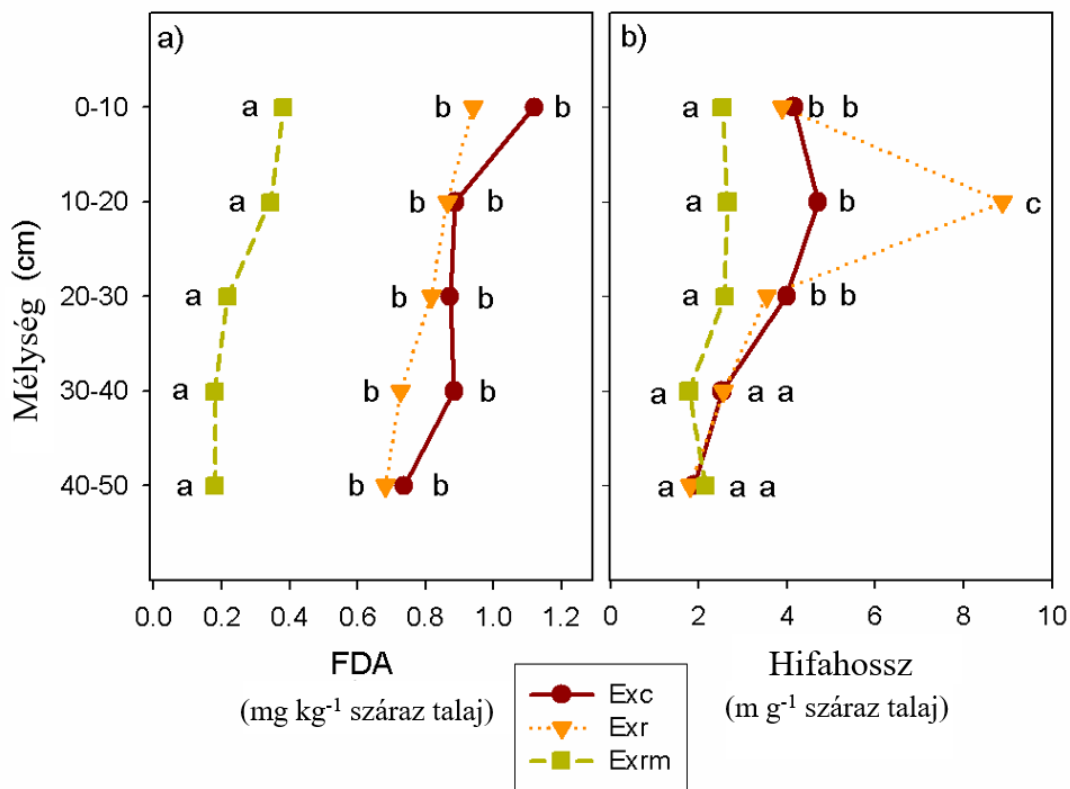 a)
b)
0-10
a
b
b
a
b
b
10-20
a
b
b
a
b
c
20-30
a
b
b
a
b
b
30-40
a
b
b
a
a
a
40-50
a
b
b
a
a
a
Mélység (cm)
0.0 0.2 0.4 0.6 0.8 1.0 1.2
0 2 4 6 8 10
FDA
(mg kg⁻¹ száraz talaj)
Hifahossz
(m g⁻¹ száraz talaj)
Exc
Exr
Exrm